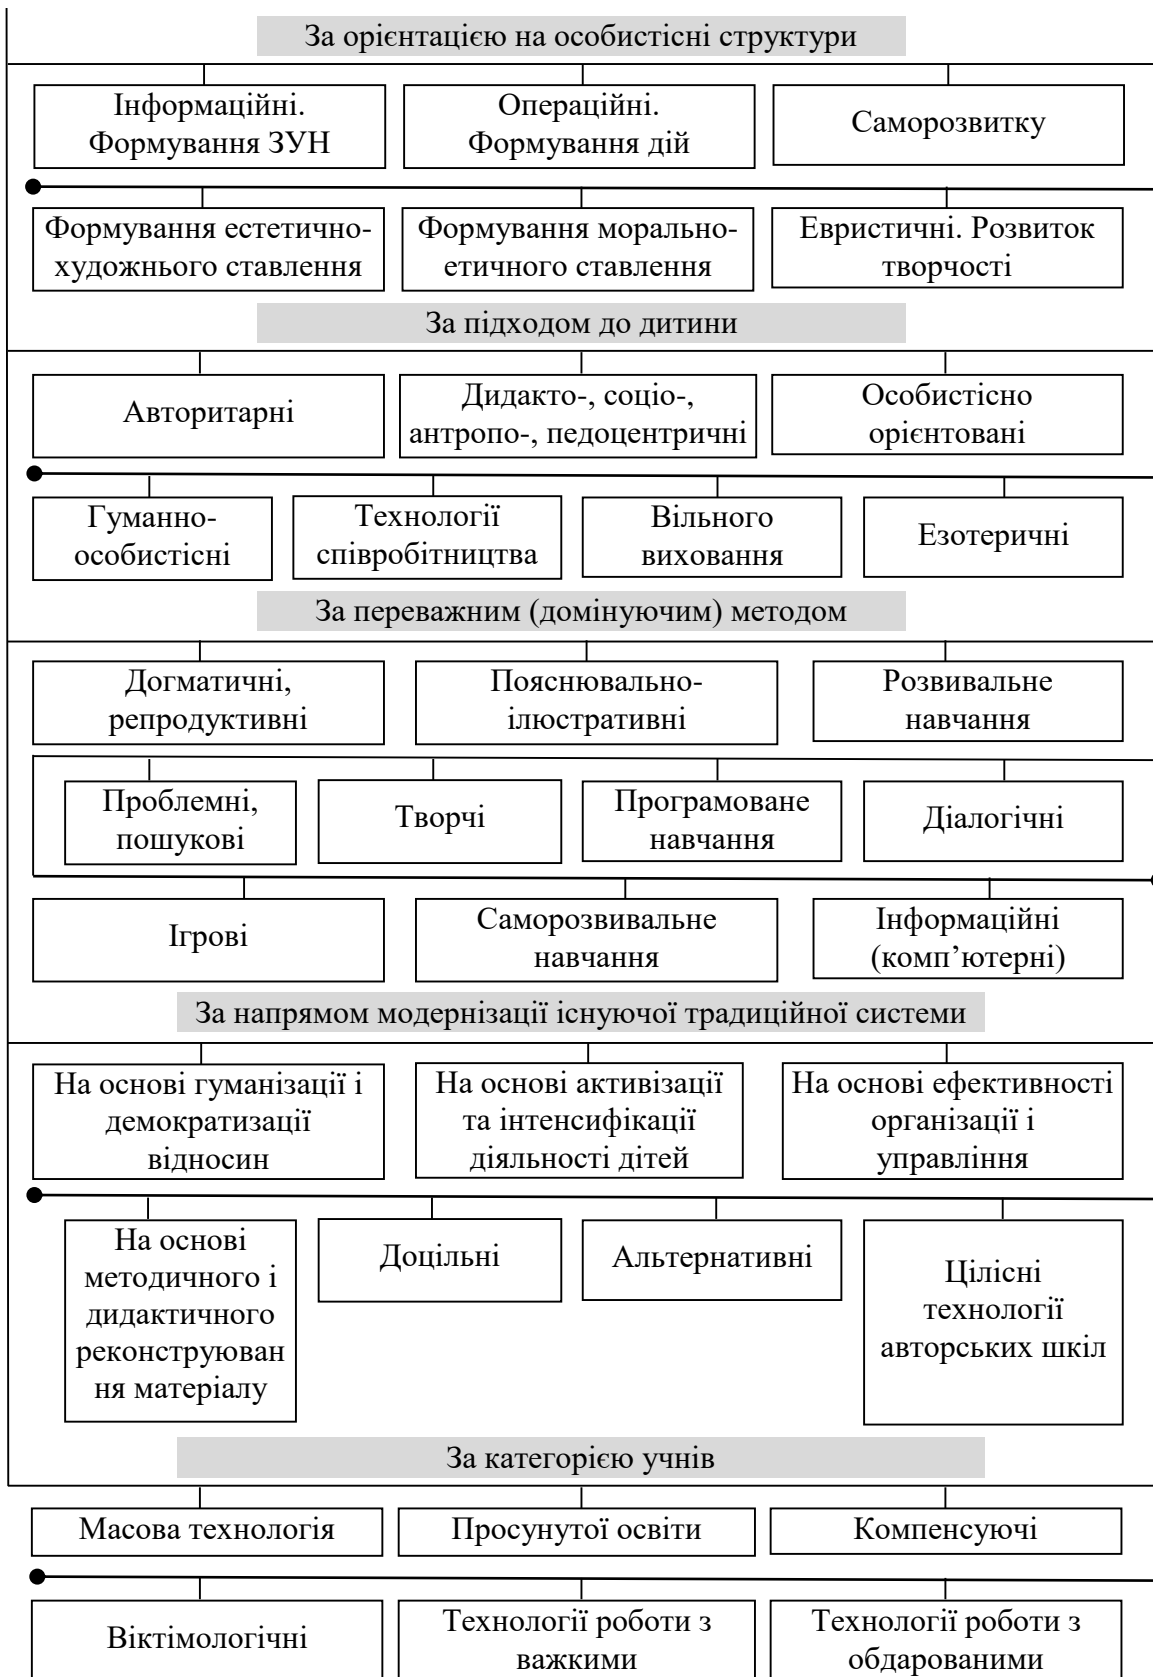 За орієнтацією на особистісні структури
Інформаційні.
Формування ЗУН
Операційні.
Формування дій
Саморозвитку
Формування естетично-
художнього ставлення
Формування морально-
етичного ставлення
Евристичні. Розвиток
творчості
За підходом до дитини
Авторитарні
Дидакто-, соціо-,
антропо-, педоцентричні
Особистісно
орієнтовані
Гуманно-
особистісні
Технології
співробітництва
Вільного
виховання
Езотеричні
За переважним (домінуючим) методом
Догматичні,
репродуктивні
Пояснювально-
ілюстративні
Розвивальне
навчання
Проблемні,
пошукові
Творчі
Програмоване
навчання
Діалогічні
Ігрові
Саморозвивальне
навчання
Інформаційні
(комп’ютерні)
За напрямом модернізації існуючої традиційної системи
На основі гуманізації і
демократизації
відносин
На основі активізації
та інтенсифікації
діяльності дітей
На основі ефективності
організації і
управління
На основі
методичного і
дидактичного
реконструюван
ня матеріалу
Доцільні
Альтернативні
Цілісні
технології
авторських шкіл
За категорією учнів
Масова технологія
Просунутої освіти
Компенсуючі
Віктімологічні
Технології роботи з
важкими
Технології роботи з
обдарованими